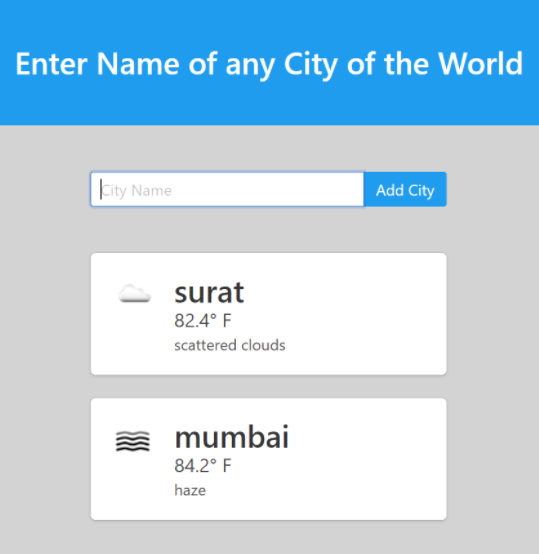 Enter Name of any City of the World
City Name
Add City
surat
82.4° F
scattered clouds
mumbai
84.2° F
haze